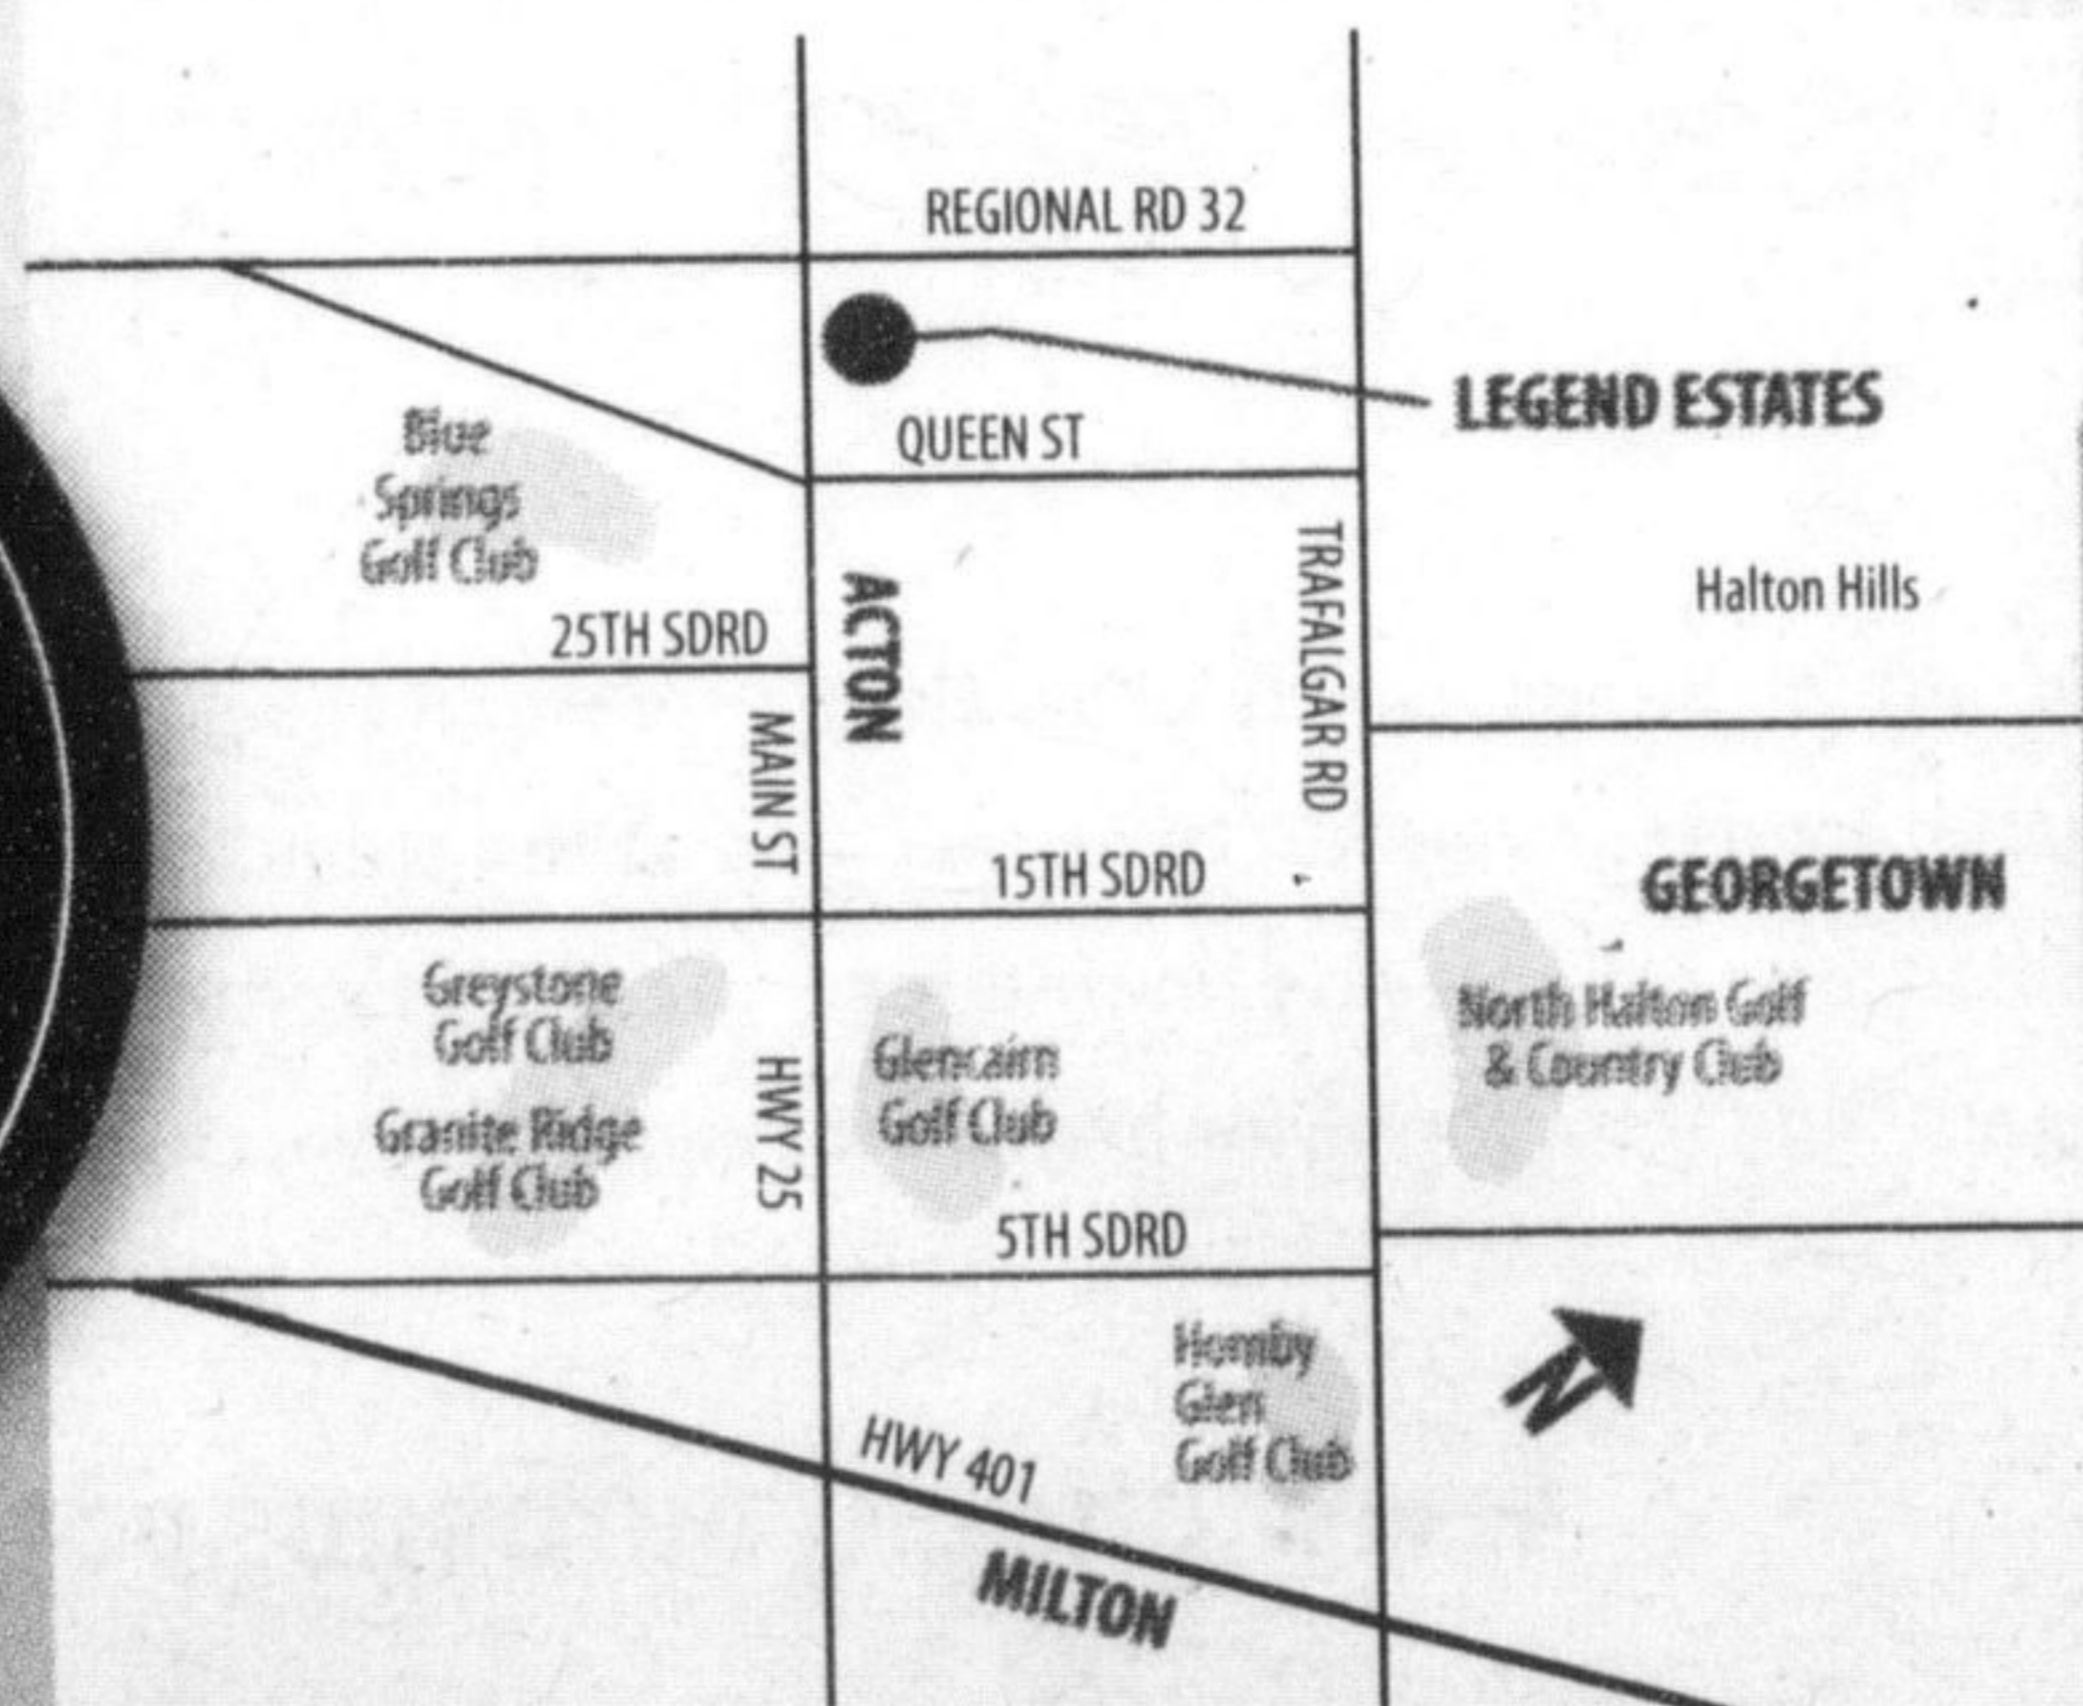 REGIONAL RD 32
LEGEND ESTATES
QUEEN ST
Blue
Springs
Golf Club
25TH SDRD
ACTON
TRAFALGAR RD
Halton Hills
MAIN ST
15TH SDRD
GEORGETOWN
Greystone
Golf Club
Granite Ridge
Golf Club
HWY 25
Glencairn
Golf Club
North Halton Golf
& Country Club
5TH SDRD
Hornby
Glen
Golf Club
N
HWY 401
MILTON